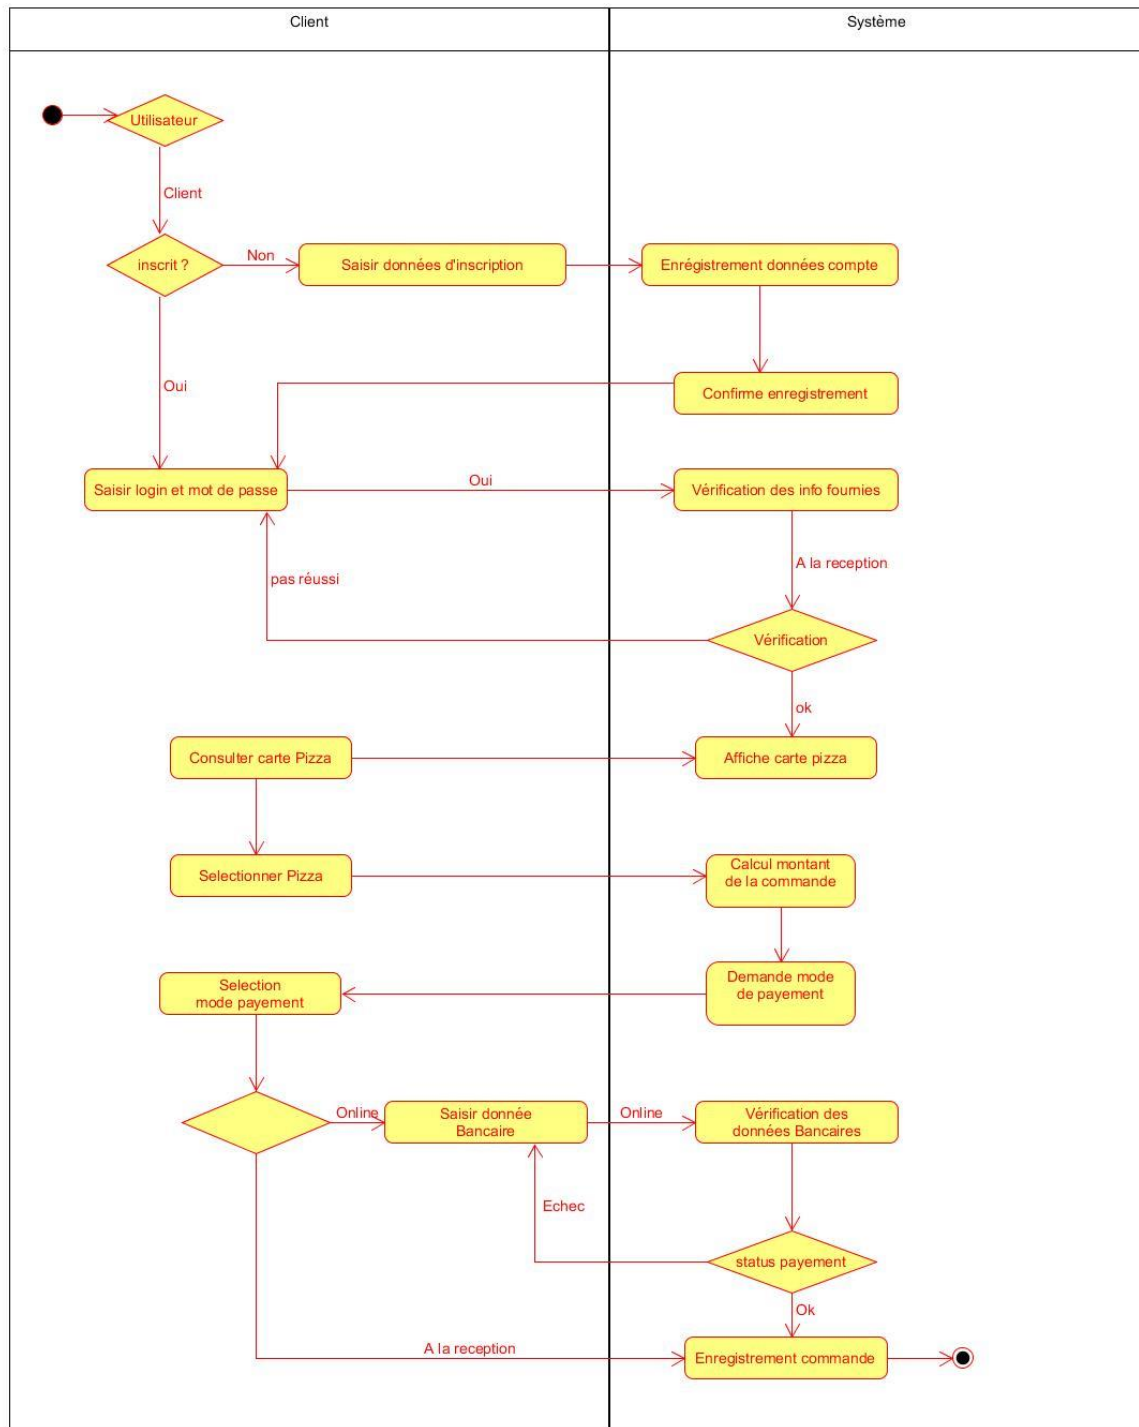 Client
Système
Utilisateur
Client
inscrit ?
Non
Saisir données d'inscription
Enrégistrement données compte
Oui
Confirme enregistrement
Saisir login et mot de passe
Oui
Vérification des info fournies
A la reception
pas réussi
Vérification
ok
Consulter carte Pizza
Affiche carte pizza
Selectionner Pizza
Calcul montant
de la commande
Selection
mode payement
Demande mode
de payement
Online
Saisir donnée
Bancaire
Online
Vérification des
données Bancaires
Echec
status payement
Ok
A la reception
Enregistrement commande